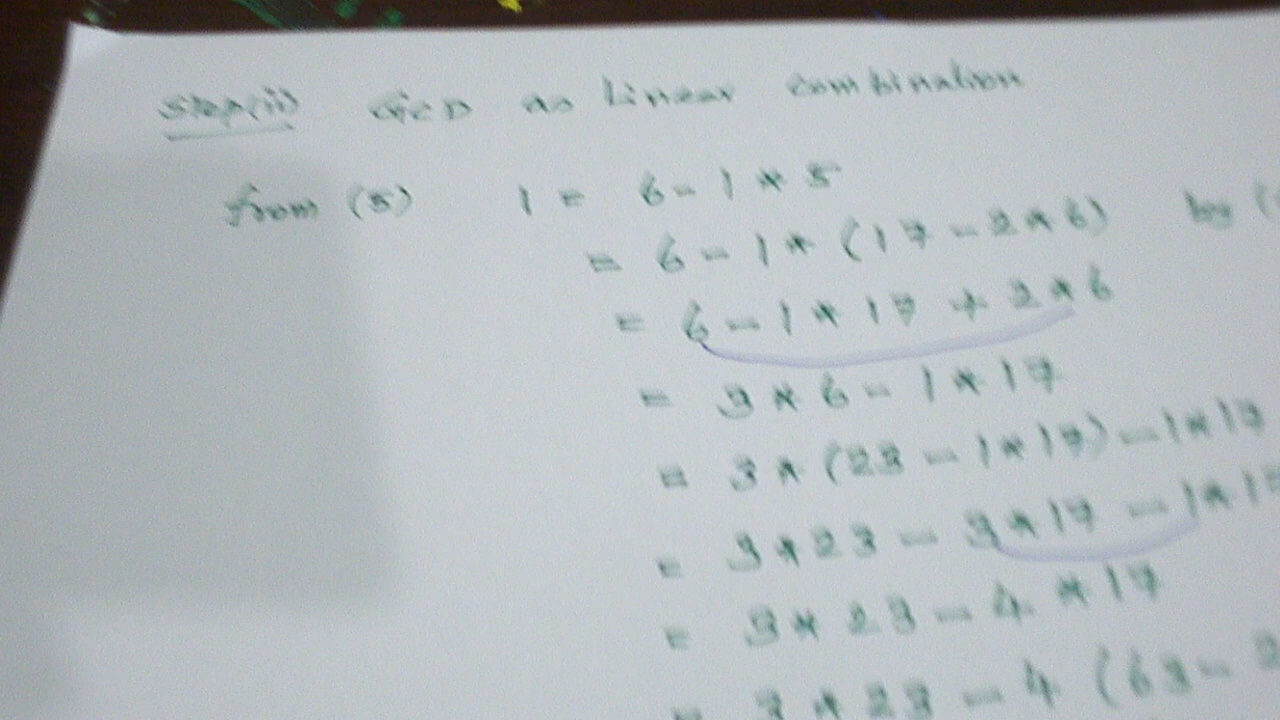 Step(ii) GCD as Linear combination
from (5) 1 = 6 - 1 * 5
= 6 - 1 * (17 - 2 * 6) by (
= 6 - 1 * 17 + 2 * 6
= 3 * 6 - 1 * 17
= 3 * (23 - 1 * 17) - 1 * 17
= 3 * 23 - 3 * 17 - 1 * 17
= 3 * 23 - 4 * 17
= 3 * 23 - 4 (63 - 2